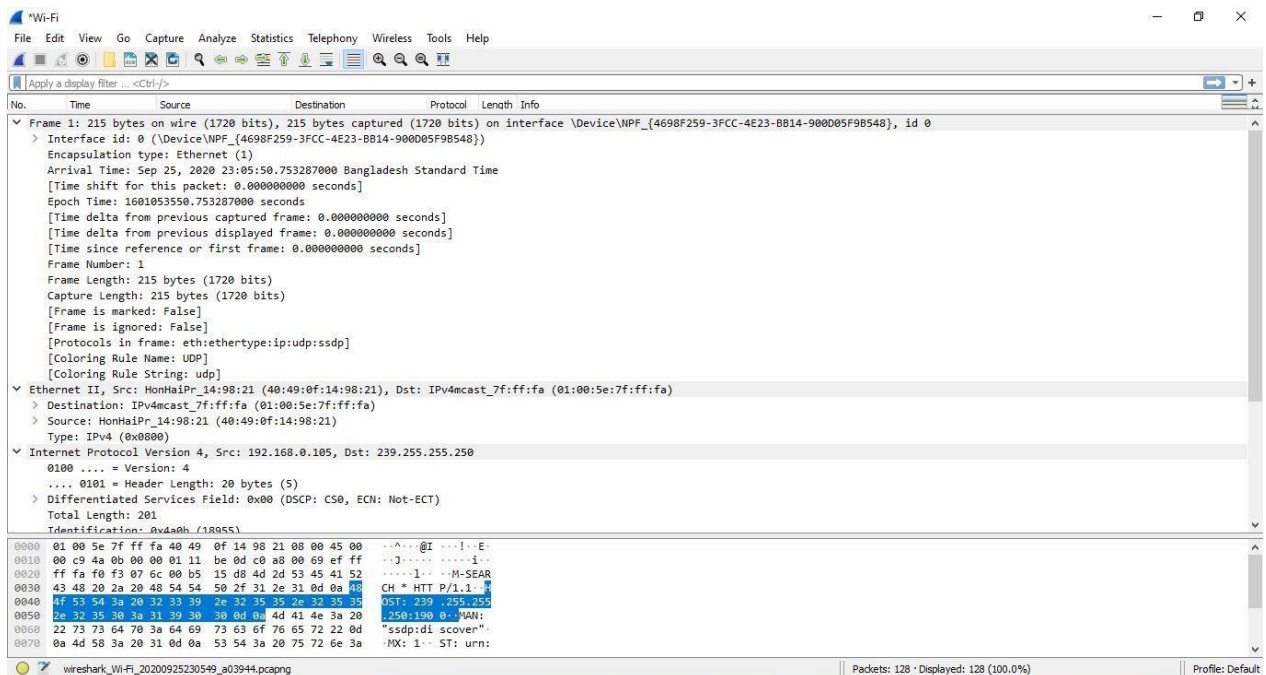 *Wi-Fi
File Edit View Go Capture Analyze Statistics Telephony Wireless Tools Help
Apply a display filter ... <Ctrl-/>
No. Time Source Destination Protocol Length Info
Frame 1: 215 bytes on wire (1720 bits), 215 bytes captured (1720 bits) on interface \Device\NPF_{4698F259-3FCC-4E23-BB14-900D05F9B548}, id 0
Interface id: 0 (\Device\NPF_{4698F259-3FCC-4E23-BB14-900D05F9B548})
Encapsulation type: Ethernet (1)
Arrival Time: Sep 25, 2020 23:05:50.753287000 Bangladesh Standard Time
[Time shift for this packet: 0.000000000 seconds]
Epoch Time: 1601053550.753287000 seconds
[Time delta from previous captured frame: 0.000000000 seconds]
[Time delta from previous displayed frame: 0.000000000 seconds]
[Time since reference or first frame: 0.000000000 seconds]
Frame Number: 1
Frame Length: 215 bytes (1720 bits)
Capture Length: 215 bytes (1720 bits)
[Frame is marked: False]
[Frame is ignored: False]
[Protocols in frame: eth:ethertype:ip:udp:ssdp]
[Coloring Rule Name: UDP]
[Coloring Rule String: udp]
Ethernet II, Src: HonHaiPr_14:98:21 (40:49:0f:14:98:21), Dst: IPv4mcast_7f:ff:fa (01:00:5e:7f:ff:fa)
Destination: IPv4mcast_7f:ff:fa (01:00:5e:7f:ff:fa)
Source: HonHaiPr_14:98:21 (40:49:0f:14:98:21)
Type: IPv4 (0x0800)
Internet Protocol Version 4, Src: 192.168.0.105, Dst: 239.255.255.250
0100 .... = Version: 4
.... 0101 = Header Length: 20 bytes (5)
Differentiated Services Field: 0x00 (DSCP: CS0, ECN: Not-ECT)
Total Length: 201
Identification: 0x4a0b (18955)
0000 01 00 5e 7f ff fa 40 49 0f 14 98 21 08 00 45 00 ··^···@I ···!··E·
0010 00 c9 4a 0b 00 00 01 11 be 0d c0 a8 00 69 ef ff ··J····· ·····i··
0020 ff fa f0 f3 07 6c 00 b5 15 d8 4d 2d 53 45 41 52 ·····l·· ··M-SEAR
0030 43 48 20 2a 20 48 54 54 50 2f 31 2e 31 0d 0a 48 CH * HTT P/1.1··H
0040 4f 53 54 3a 20 32 33 39 2e 32 35 35 2e 32 35 35 OST: 239 .255.255
0050 2e 32 35 30 3a 31 39 30 30 0d 0a 4d 41 4e 3a 20 .250:190 0··MAN:
0060 22 73 73 64 70 3a 64 69 73 63 6f 76 65 72 22 0d "ssdp:di scover"·
0070 0a 4d 58 3a 20 31 0d 0a 53 54 3a 20 75 72 6e 3a ·MX: 1·· ST: urn:
wireshark_Wi-Fi_20200925230549_a03944.pcapng Packets: 128 · Displayed: 128 (100.0%) Profile: Default